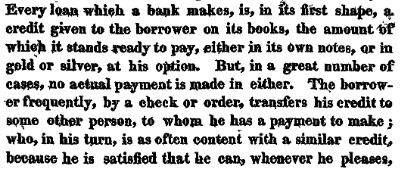 Every loan which a bank makes, is, in its first shape, a
credit given to the borrower on its books, the amount of
which it stands ready to pay, either in its own notes, or in
gold or silver, at his option. But, in a great number of
cases, no actual payment is made in either. The borrow-
er frequently, by a check or order, transfers his credit to
some other person, to whom he has a payment to make;
who, in his turn, is as often content with a similar credit,
because he is satisfied that he can, whenever he pleases,